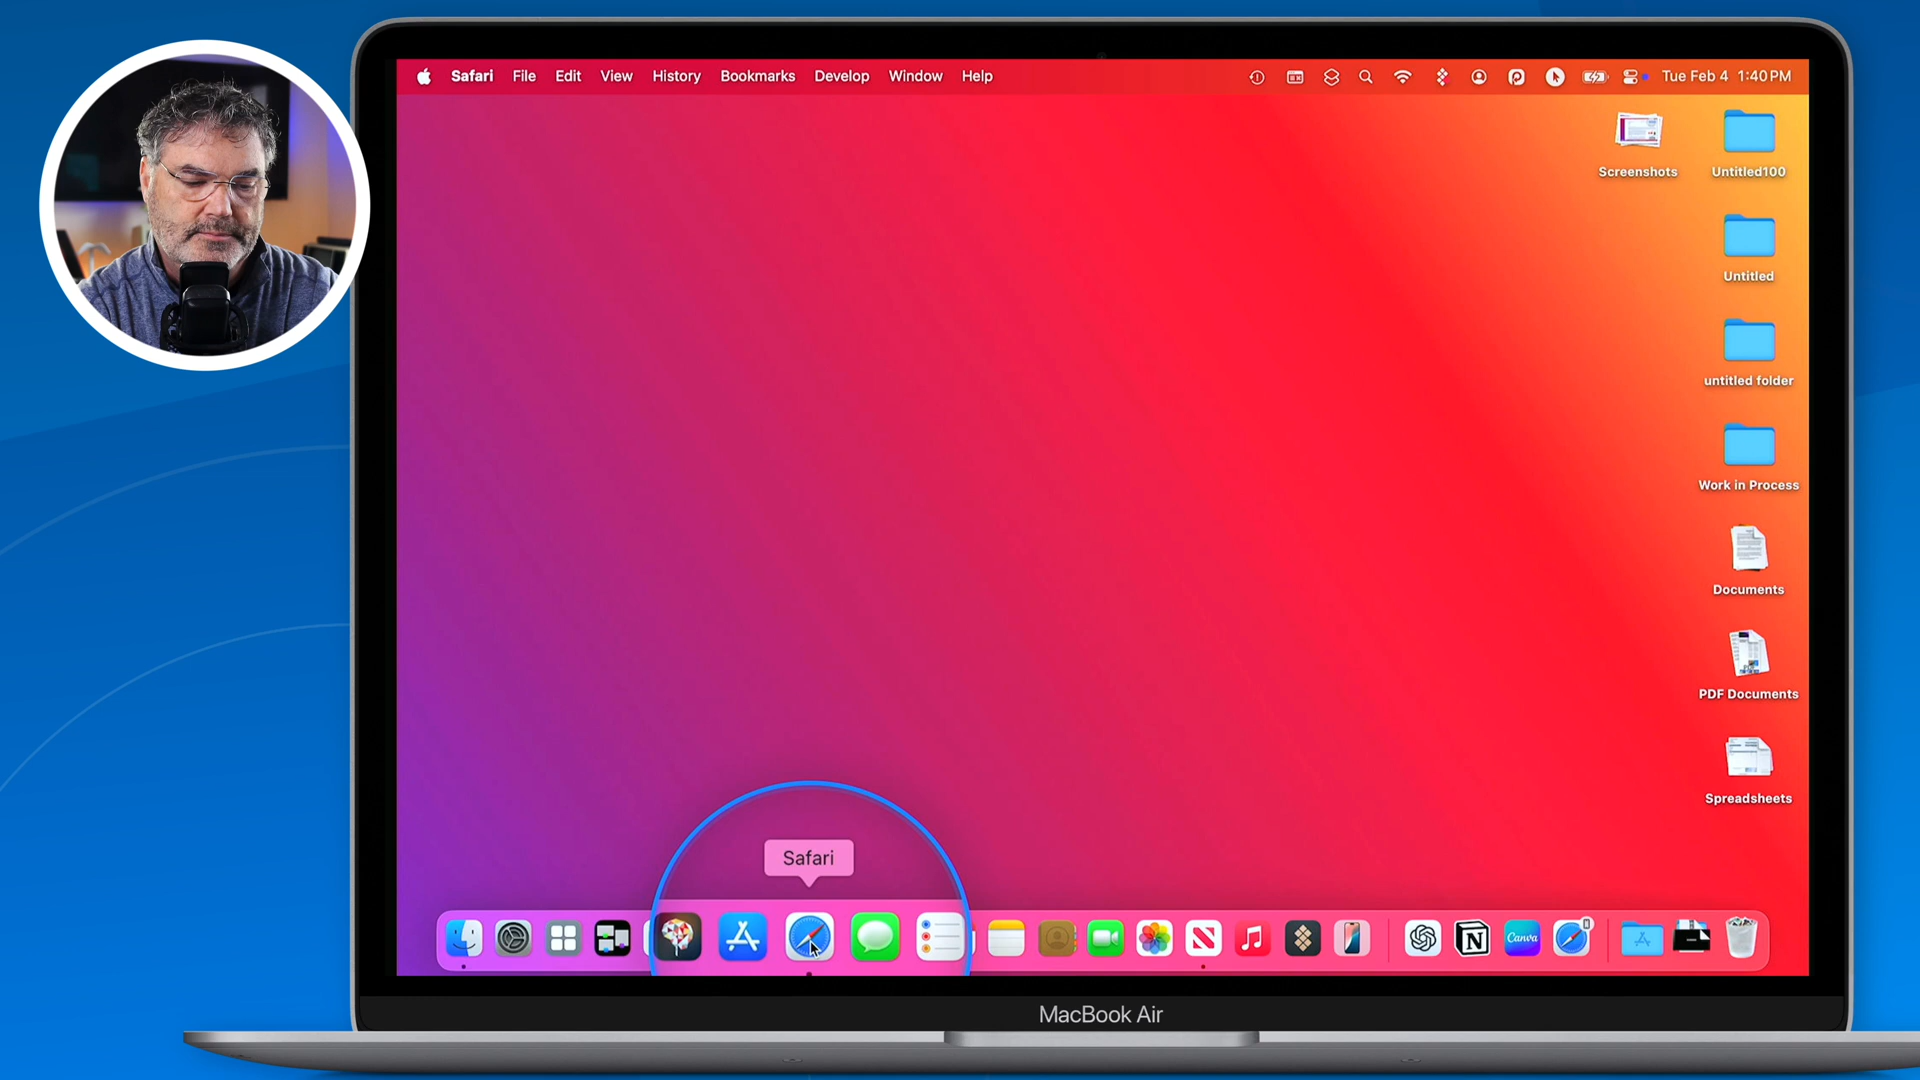 Safari File Edit View History Bookmarks Develop Window Help
Tue Feb 4 1:40 PM
Screenshots
Untitled100
Untitled
untitled folder
Work in Process
Documents
PDF Documents
Spreadsheets
Safari
Canva
MacBook Air